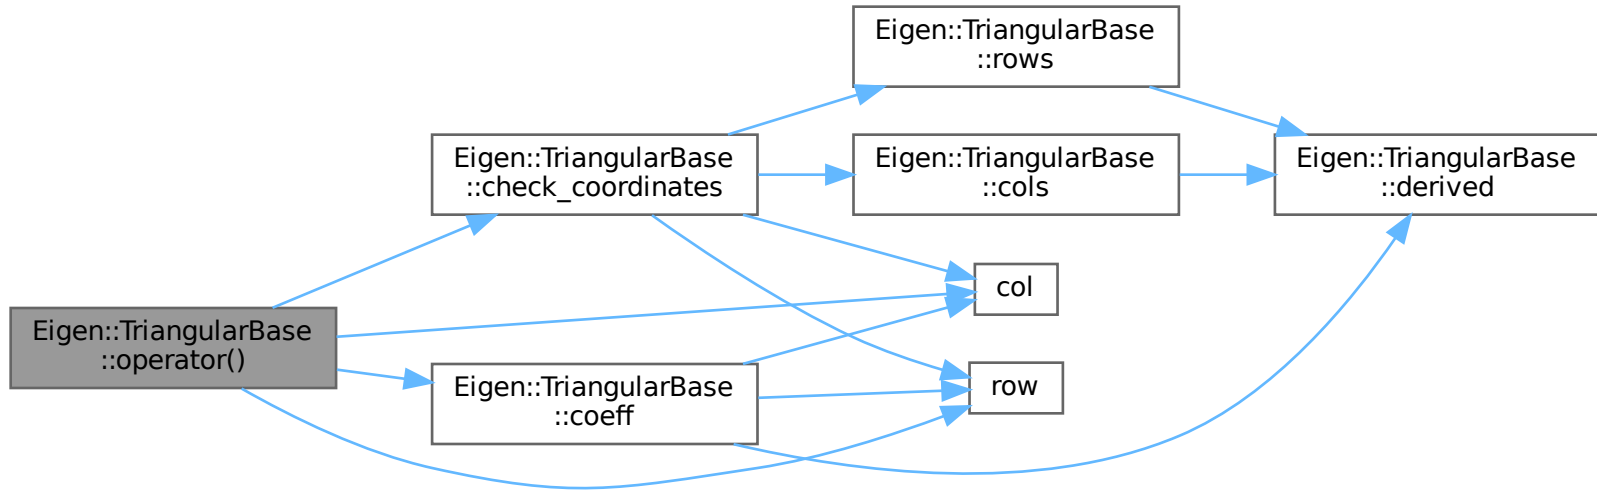 Eigen::TriangularBase
::operator()
Eigen::TriangularBase
::check_coordinates
Eigen::TriangularBase
::coeff
Eigen::TriangularBase
::rows
Eigen::TriangularBase
::cols
col
row
Eigen::TriangularBase
::derived